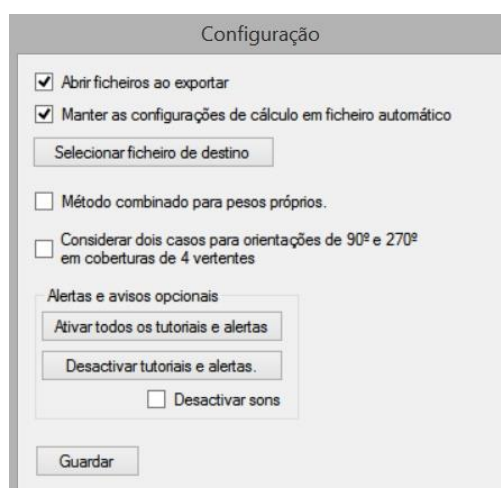 Configuração
Abrir ficheiros ao exportar
Manter as configurações de cálculo em ficheiro automático
Selecionar ficheiro de destino
Método combinado para pesos próprios.
Considerar dois casos para orientações de 90º e 270º
em coberturas de 4 vertentes
Alertas e avisos opcionais
Ativar todos os tutoriais e alertas
Desactivar tutoriais e alertas.
Desactivar sons
Guardar